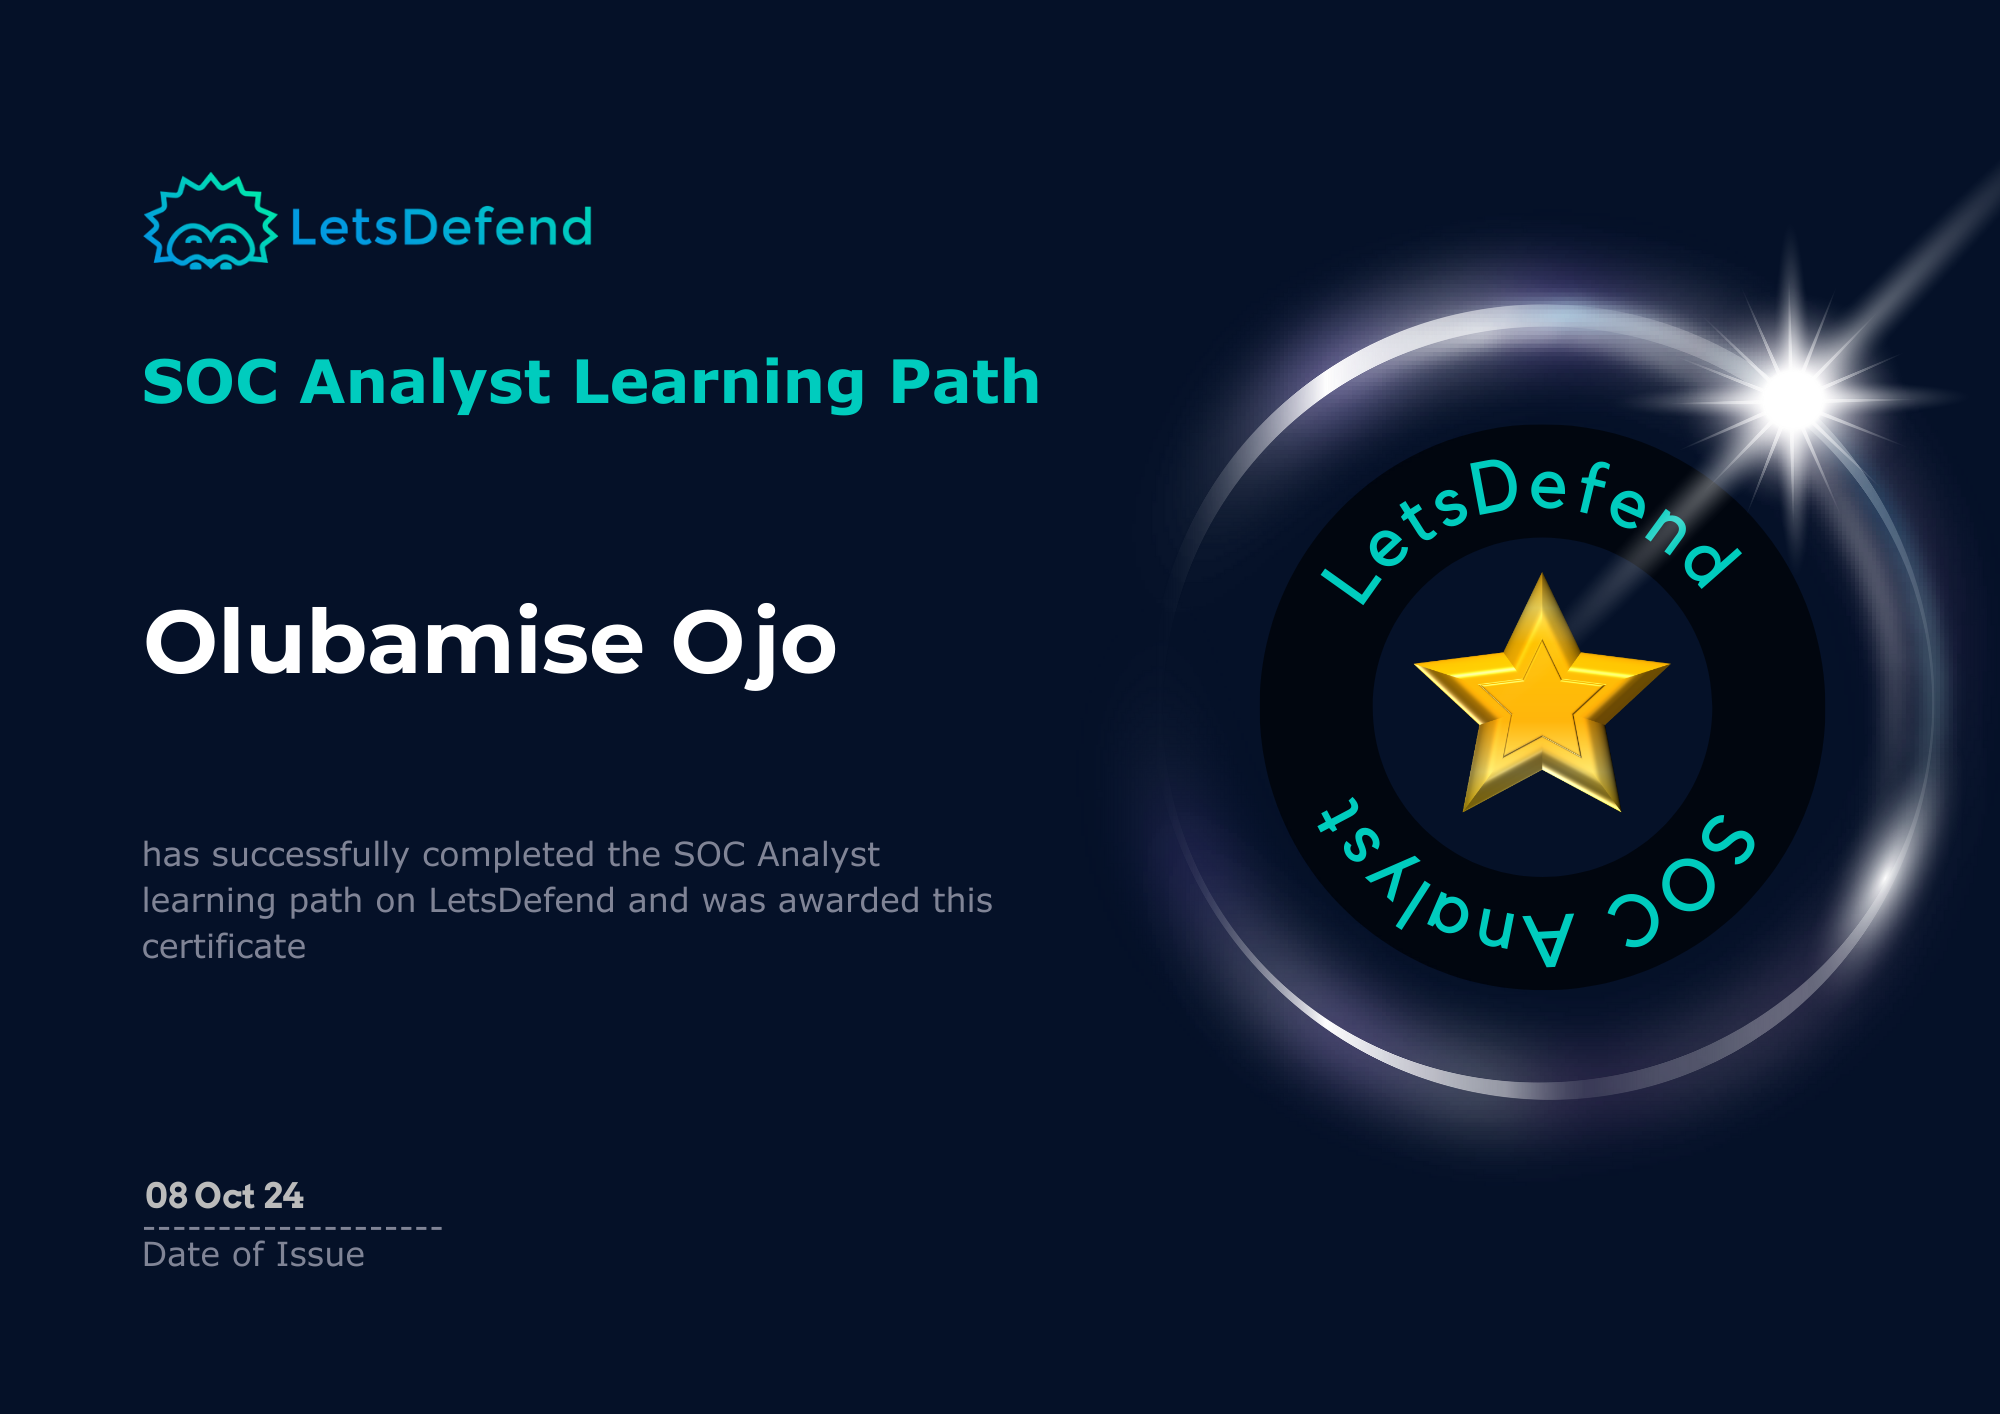 LetsDefend
SOC Analyst Learning Path
Olubamise Ojo
has successfully completed the SOC Analyst
learning path on LetsDefend and was awarded this
certificate
08 Oct 24
--------------------
Date of Issue
LetsDefend
SOC Analyst